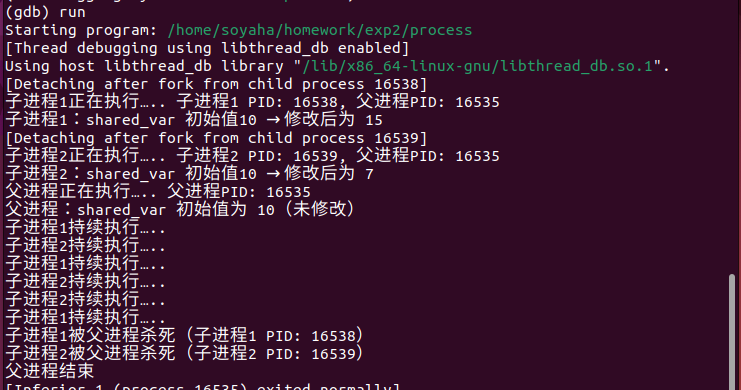 (gdb) run
Starting program: /home/soyaha/homework/exp2/process
[Thread debugging using libthread_db enabled]
Using host libthread_db library "/lib/x86_64-linux-gnu/libthread_db.so.1".
[Detaching after fork from child process 16538]
子进程1正在执行….. 子进程1 PID: 16538, 父进程PID: 16535
子进程1：shared_var 初始值10 →修改后为 15
[Detaching after fork from child process 16539]
子进程2正在执行….. 子进程2 PID: 16539, 父进程PID: 16535
子进程2：shared_var 初始值10 →修改后为 7
父进程正在执行….. 父进程PID: 16535
父进程：shared_var 初始值为 10（未修改）
子进程1持续执行…..
子进程2持续执行…..
子进程1持续执行…..
子进程2持续执行…..
子进程2持续执行…..
子进程1持续执行…..
子进程1被父进程杀死（子进程1 PID: 16538）
子进程2被父进程杀死（子进程2 PID: 16539）
父进程结束
[Inferior 1 (process 16535) exited normally]